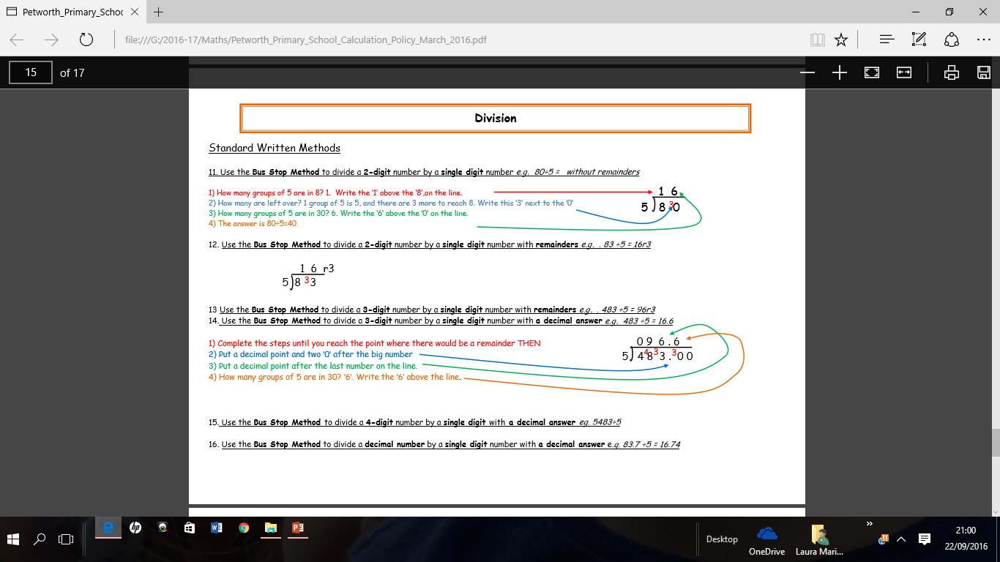 Petworth_Primary_Schoo
file:///G:/2016-17/Maths/Petworth_Primary_School_Calculation_Policy_March_2016.pdf
15 of 17
Division
Standard Written Methods
11. Use the Bus Stop Method to divide a 2-digit number by a single digit number e.g. 80÷5 = without remainders
1) How many groups of 5 are in 8? 1. Write the '1' above the '8',on the line.
2) How many are left over? 1 group of 5 is 5, and there are 3 more to reach 8. Write this '3' next to the '0'
3) How many groups of 5 are in 30? 6. Write the '6' above the '0' on the line.
4) The answer is 80÷5=40
1 6
5 8 3 0
12. Use the Bus Stop Method to divide a 2-digit number by a single digit number with remainders e.g. . 83 ÷5 = 16r3
1 6 r3
5 8 3 3
13 Use the Bus Stop Method to divide a 3-digit number by a single digit number with remainders e.g. . 483 ÷5 = 96r3
14. Use the Bus Stop Method to divide a 3-digit number by a single digit number with a decimal answer e.g. 483 ÷5 = 16.6
1) Complete the steps until you reach the point where there would be a remainder THEN
2) Put a decimal point and two '0' after the big number
3) Put a decimal point after the last number on the line.
4) How many groups of 5 are in 30? '6'. Write the '6' above the line.
0 9 6 . 6
5 4 4 8 3 3 . 3 0 0
15. Use the Bus Stop Method to divide a 4-digit number by a single digit with a decimal answer eg. 5483÷5
16. Use the Bus Stop Method to divide a decimal number by a single digit number with a decimal answer e.g. 83.7 ÷5 = 16.74
Desktop
OneDrive
Laura Mari...
21:00
22/09/2016